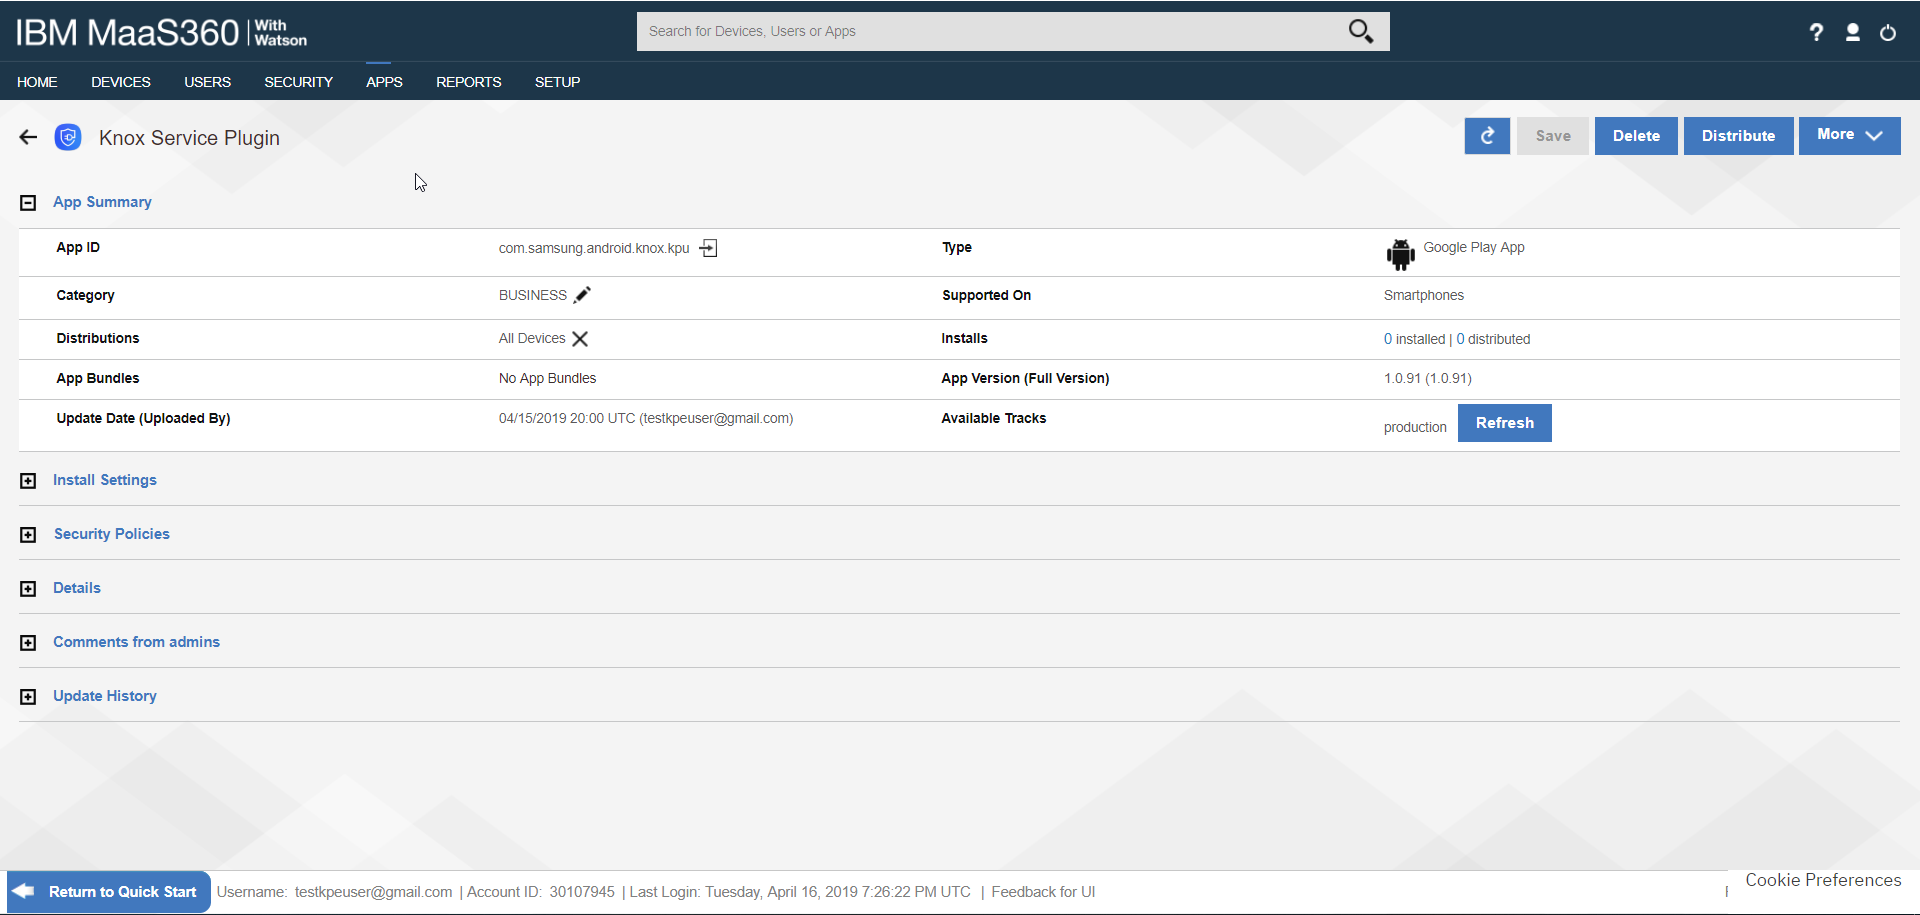 IBM MaaS360 | With Watson
Search for Devices, Users or Apps
?
HOME DEVICES USERS SECURITY APPS REPORTS SETUP
Knox Service Plugin
Save Delete Distribute More
App Summary
App ID com.samsung.android.knox.kpu Type Google Play App
Category BUSINESS Supported On Smartphones
Distributions All Devices Installs 0 installed | 0 distributed
App Bundles No App Bundles App Version (Full Version) 1.0.91 (1.0.91)
Update Date (Uploaded By) 04/15/2019 20:00 UTC (testkpeuser@gmail.com) Available Tracks production Refresh
Install Settings
Security Policies
Details
Comments from admins
Update History
Return to Quick Start Username: testkpeuser@gmail.com | Account ID: 30107945 | Last Login: Tuesday, April 16, 2019 7:26:22 PM UTC | Feedback for UI
Cookie Preferences